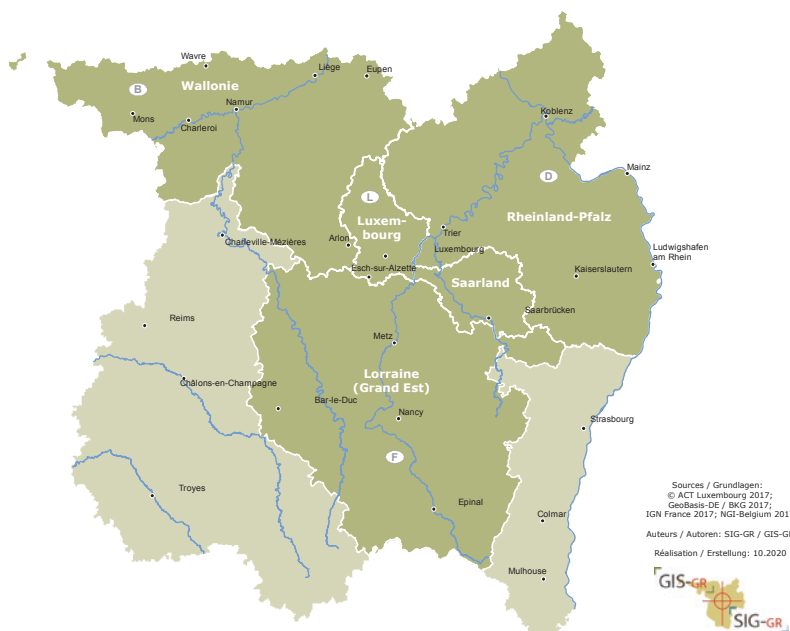 Wavre
Liège
Eupen
B
Wallonie
Namur
Mons
Charleroi
Koblenz
Mainz
D
L
Luxem-
bourg
Rheinland-Pfalz
Trier
Charleville-Mézières
Arlon
Luxembourg
Ludwigshafen
am Rhein
Esch-sur-Alzette
Kaiserslautern
Saarland
Reims
Saarbrücken
Metz
Lorraine
(Grand Est)
Châlons-en-Champagne
Bar-le-Duc
Nancy
Strasbourg
F
Troyes
Epinal
Colmar
Mulhouse
Sources / Grundlagen:
© ACT Luxembourg 2017;
GeoBasis-DE / BKG 2017;
IGN France 2017; NGI-Belgium 201
Auteurs / Autoren: SIG-GR / GIS-G
Réalisation / Erstellung: 10.2020
GIS-GR
SIG-GR